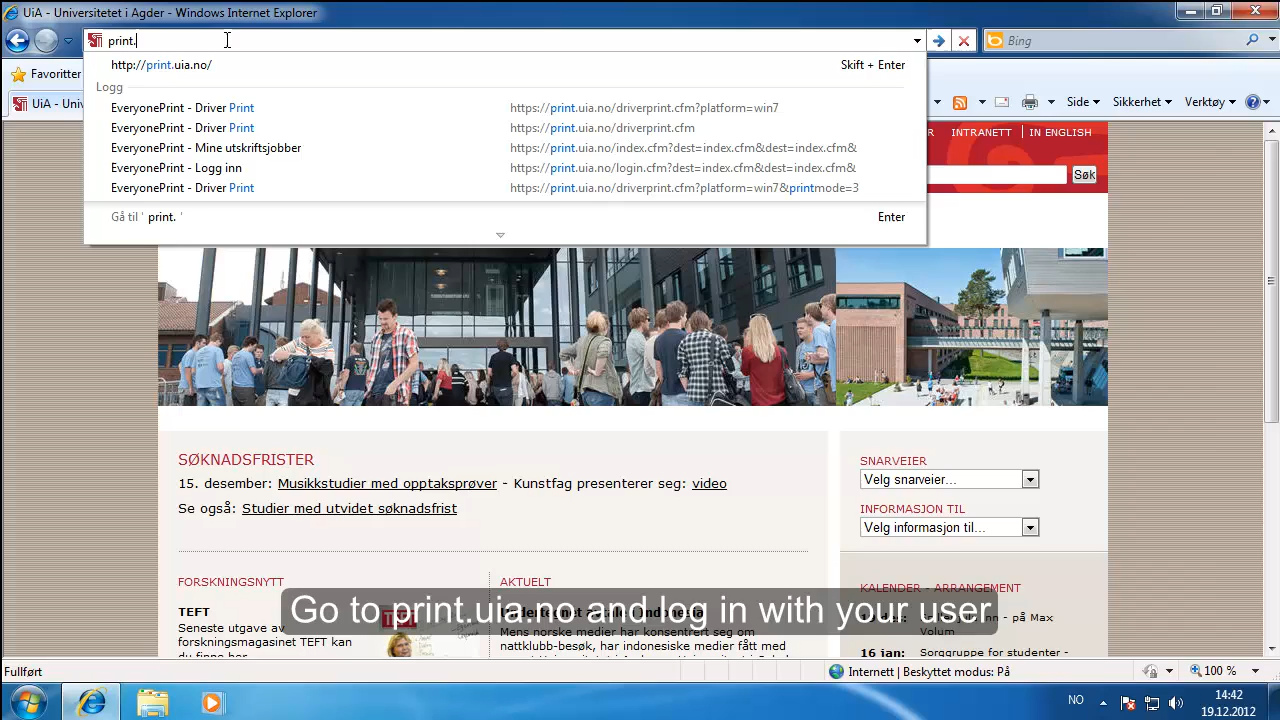 UiA - Universitetet i Agder - Windows Internet Explorer
print.
Bing
http://print.uia.no/ Skift + Enter
Logg
EveryonePrint - Driver Print https://print.uia.no/driverprint.cfm?platform=win7
EveryonePrint - Driver Print https://print.uia.no/driverprint.cfm
EveryonePrint - Mine utskriftsjobber https://print.uia.no/index.cfm?dest=index.cfm&dest=index.cfm&
EveryonePrint - Logg inn https://print.uia.no/login.cfm?dest=index.cfm&dest=index.cfm&
EveryonePrint - Driver Print https://print.uia.no/driverprint.cfm?platform=win7&printmode=3
Gå til ' print. ' Enter
Favoritter
UiA - Univ
Side Sikkerhet Verktøy
R INTRANETT IN ENGLISH
Søk
SØKNADSFRISTER
15. desember: Musikkstudier med opptaksprøver - Kunstfag presenterer seg: video
Se også: Studier med utvidet søknadsfrist
SNARVEIER
Velg snarveier...
INFORMASJON TIL
Velg informasjon til...
FORSKNINGSNYTT
TEFT
Seneste utgave av
forskningsmagasinet TEFT kan
du finne her
AKTUELT
i Indonesia
Mens norske medier har konsentrert seg om
nattklubb-besøk, har indonesiske medier fått med
KALENDER - ARRANGEMENT
- på Max
Volum
16 jan: Sorggruppe for studenter -
Go to print.uia.no and log in with your user
Fullført
Internett | Beskyttet modus: På
100 %
NO
14:42
19.12.2012